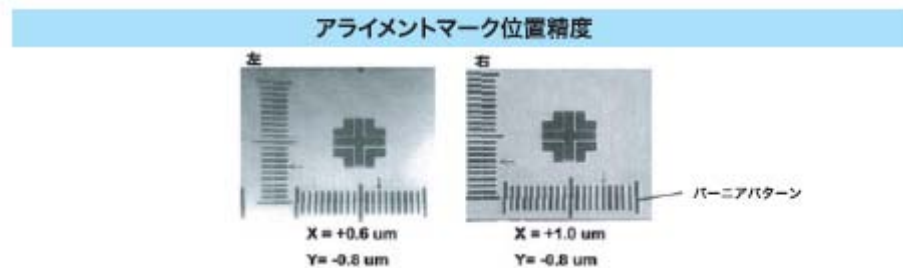 アライメントマーク位置精度
左
右
バーニアパターン
X = +0.6 um
X = +1.0 um
Y= -0.8 um
Y= -0.8 um